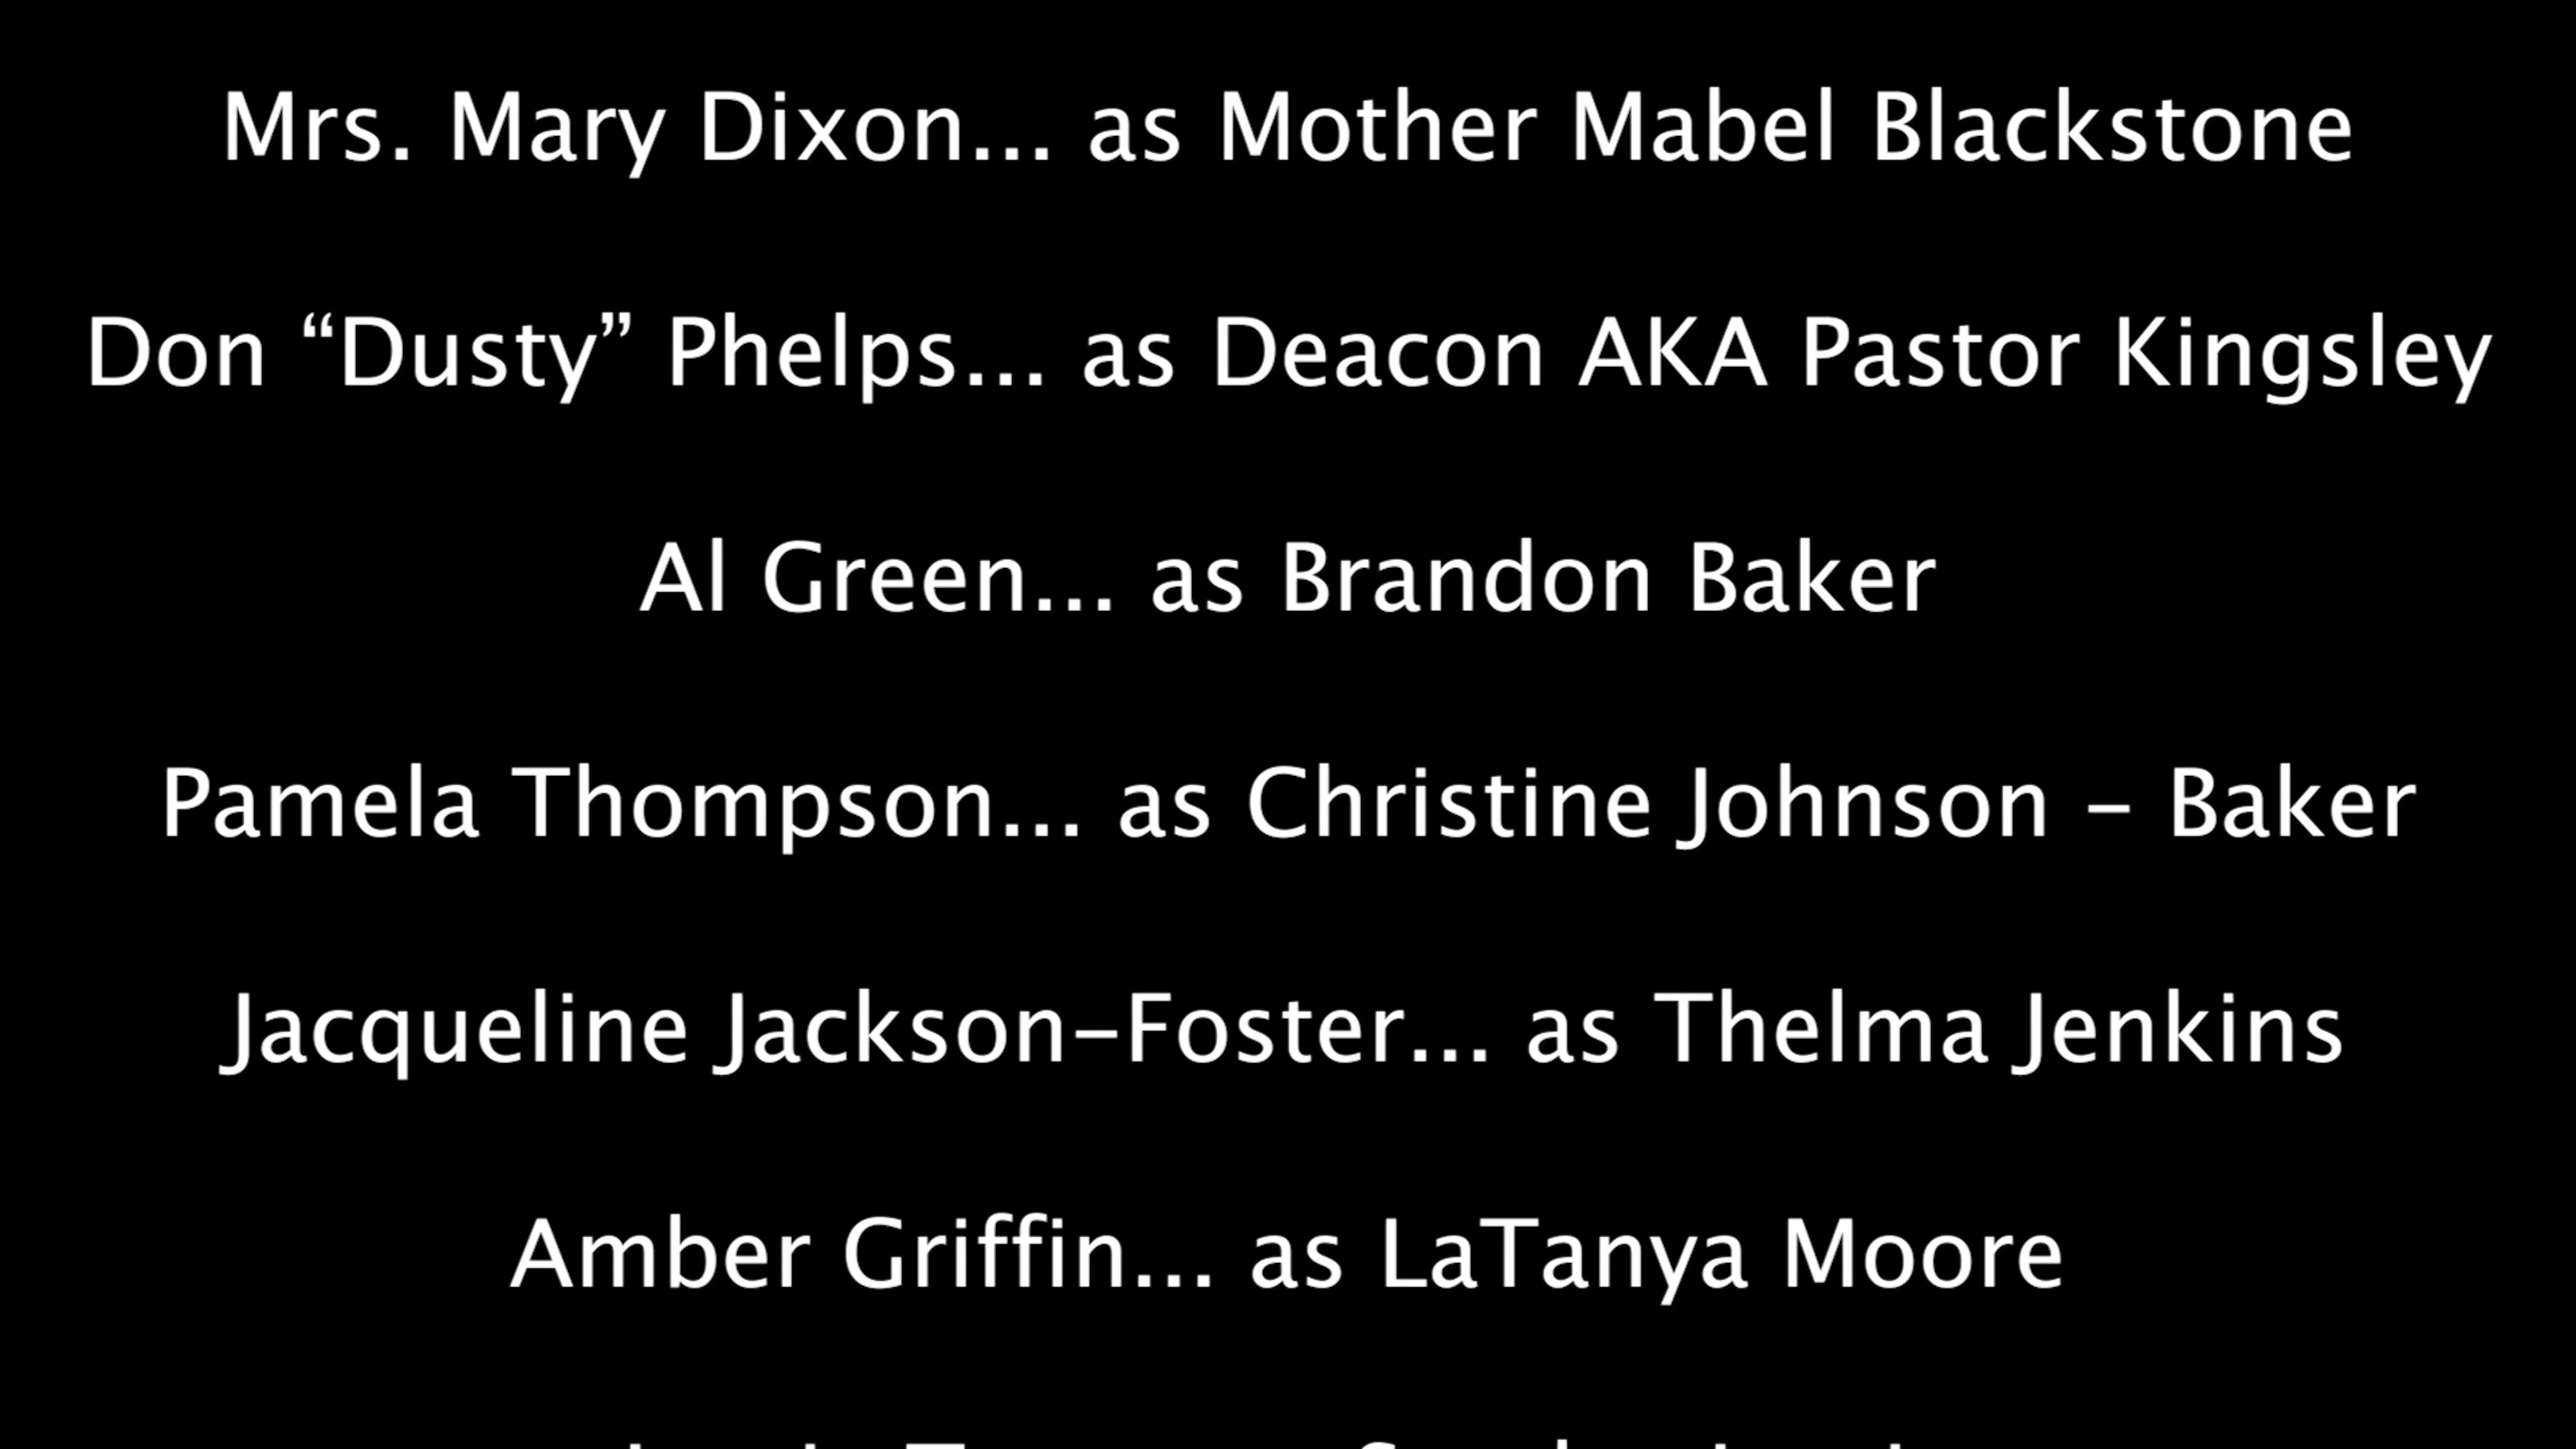 Mrs. Mary Dixon... as Mother Mabel Blackstone
Don “Dusty” Phelps... as Deacon AKA Pastor Kingsley
Al Green... as Brandon Baker
Pamela Thompson... as Christine Johnson - Baker
Jacqueline Jackson-Foster... as Thelma Jenkins
Amber Griffin... as LaTanya Moore